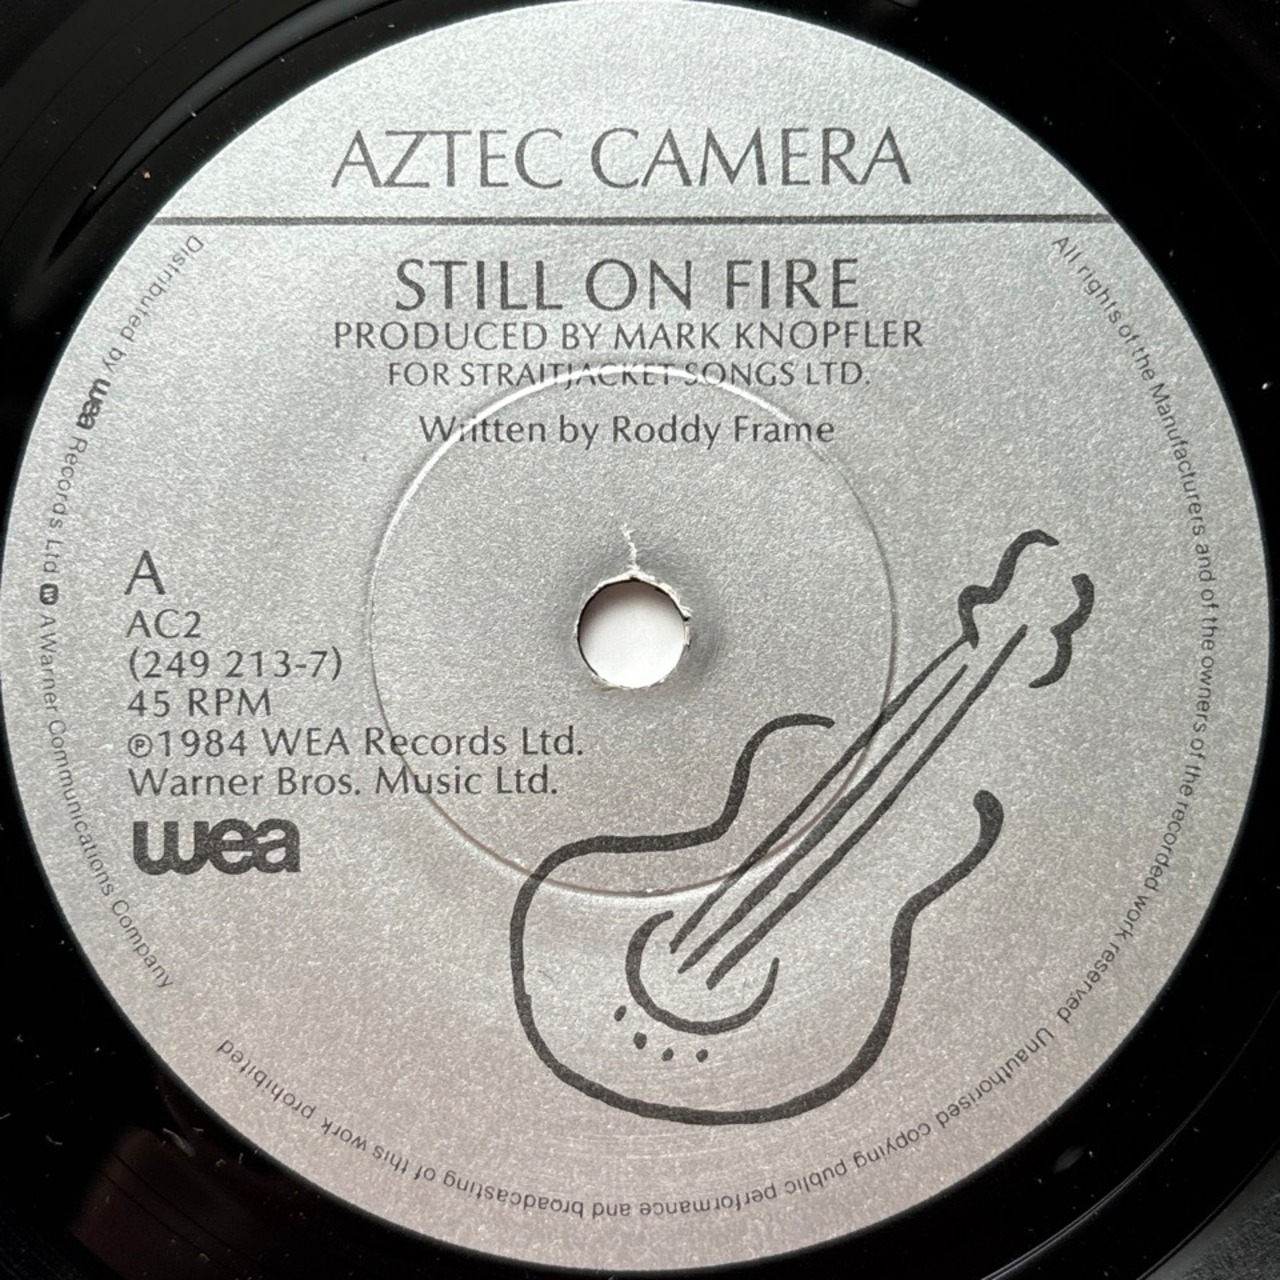 AZTEC CAMERA
STILL ON FIRE
PRODUCED BY MARK KNOPFLER
FOR STRAITJACKET SONGS LTD.
Written by Roddy Frame
A
AC2
(249 213-7)
45 RPM
℗1984 WEA Records Ltd.
Warner Bros. Music Ltd.
wea
Distributed by wea Records Ltd. A Warner Communications Company
All rights of the Manufacturers and of the owners of the recorded work reserved Unauthorised copying public performance and broadcasting of this work prohibited